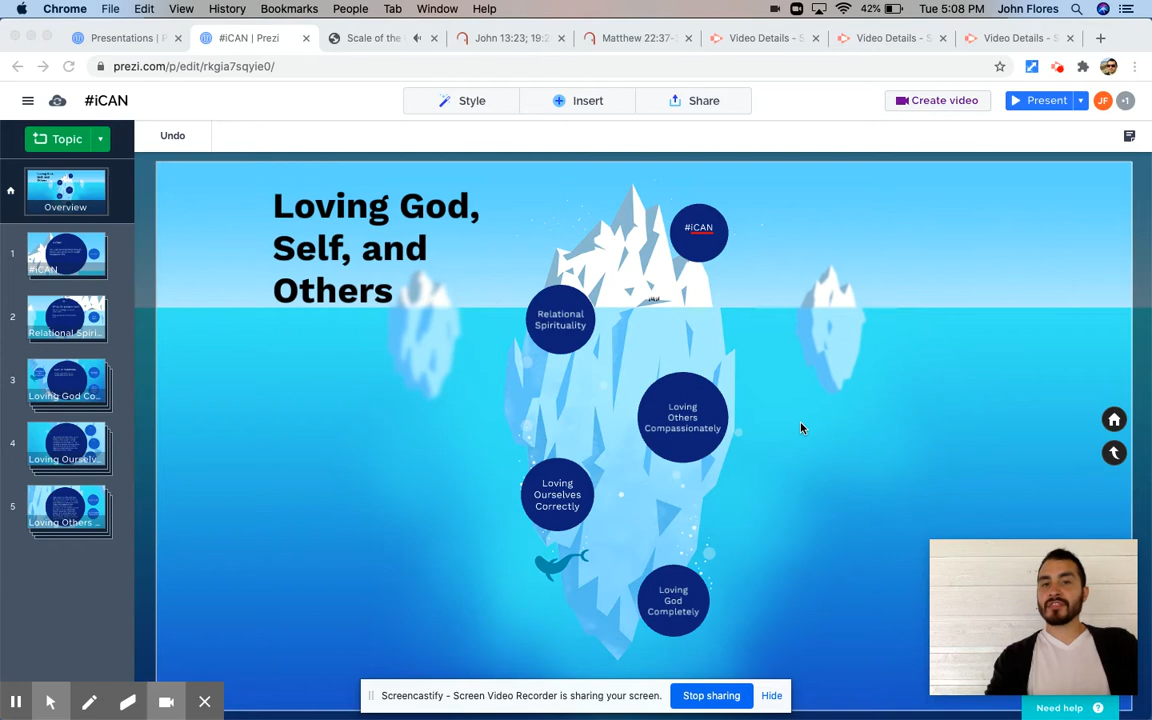 Chrome File Edit View History Bookmarks People Tab Window Help 42% Tue 5:08 PM John Flores
Presentations | P #iCAN | Prezi Scale of the John 13:23; 19:2 Matthew 22:37- Video Details - S Video Details - S Video Details - S
prezi.com/p/edit/rkgia7sqyie0/
#iCAN Style Insert Share Create video Present JF +1
Topic Undo
Overview
1
#iCAN
2
Relational Spiri...
3
Loving God Co...
4
Loving Ourselv...
5
Loving Others ...
Loving God,
Self, and
Others
#iCAN
Relational
Spirituality
Loving
Others
Compassionately
Loving
Ourselves
Correctly
Loving
God
Completely
Screencastify - Screen Video Recorder is sharing your screen. Stop sharing Hide
Need help ?